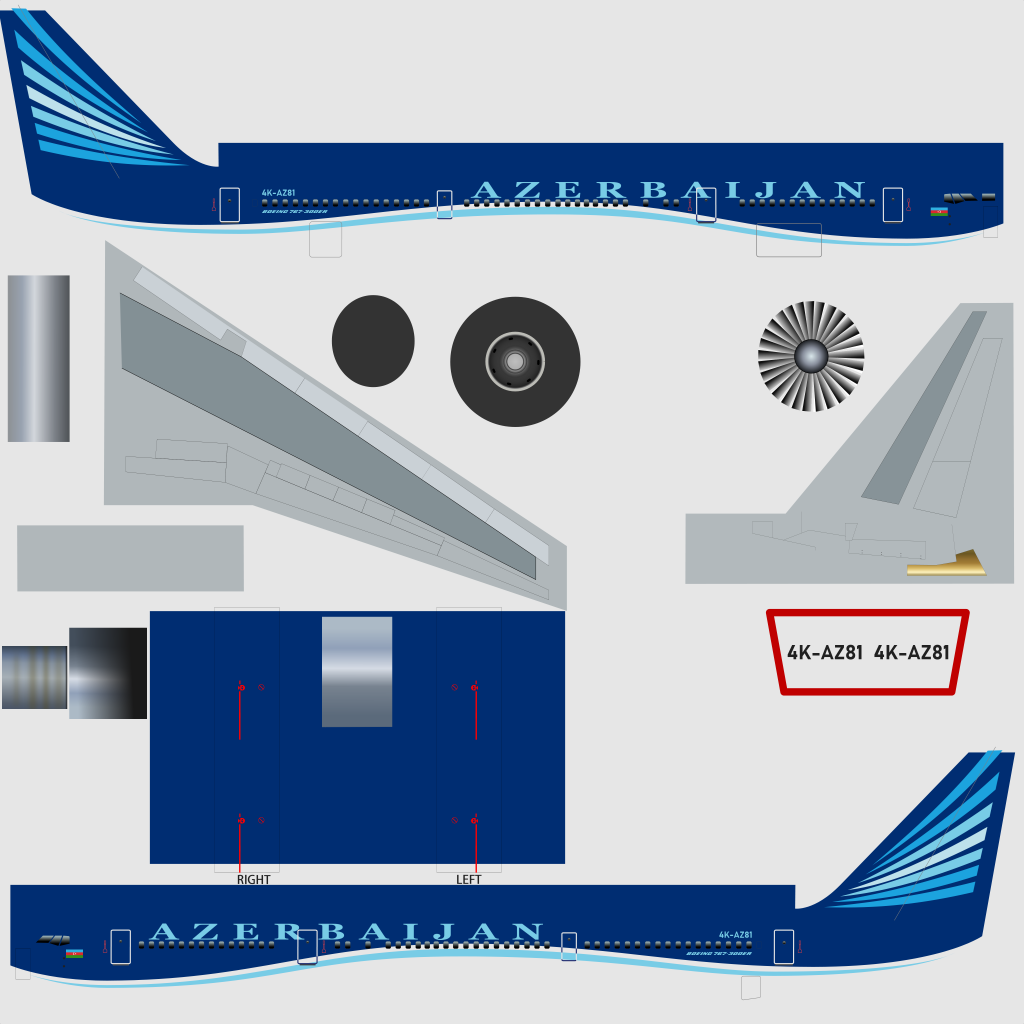 AZERBAIJAN
4K-AZ81
BOEING 767-300ER
4K-AZ81 4K-AZ81
RIGHT
LEFT
AZERBAIJAN
4K-AZ81
BOEING 767-300ER